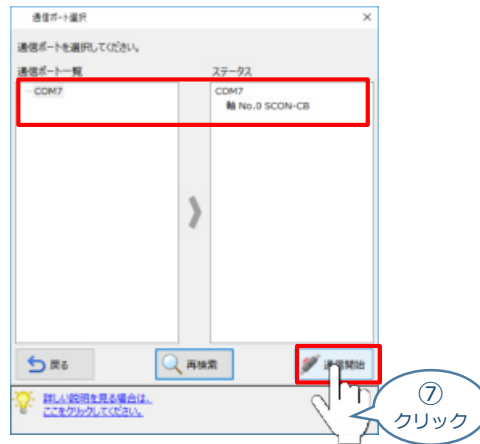 通信ポート選択
通信ポートを選択してください。
通信ポート一覧
ステータス
COM7
COM7
軸 No.0 SCON-CB
戻る
再検索
通信開始
詳しい説明を見る場合は、
ここをクリックしてください。
⑦
クリック